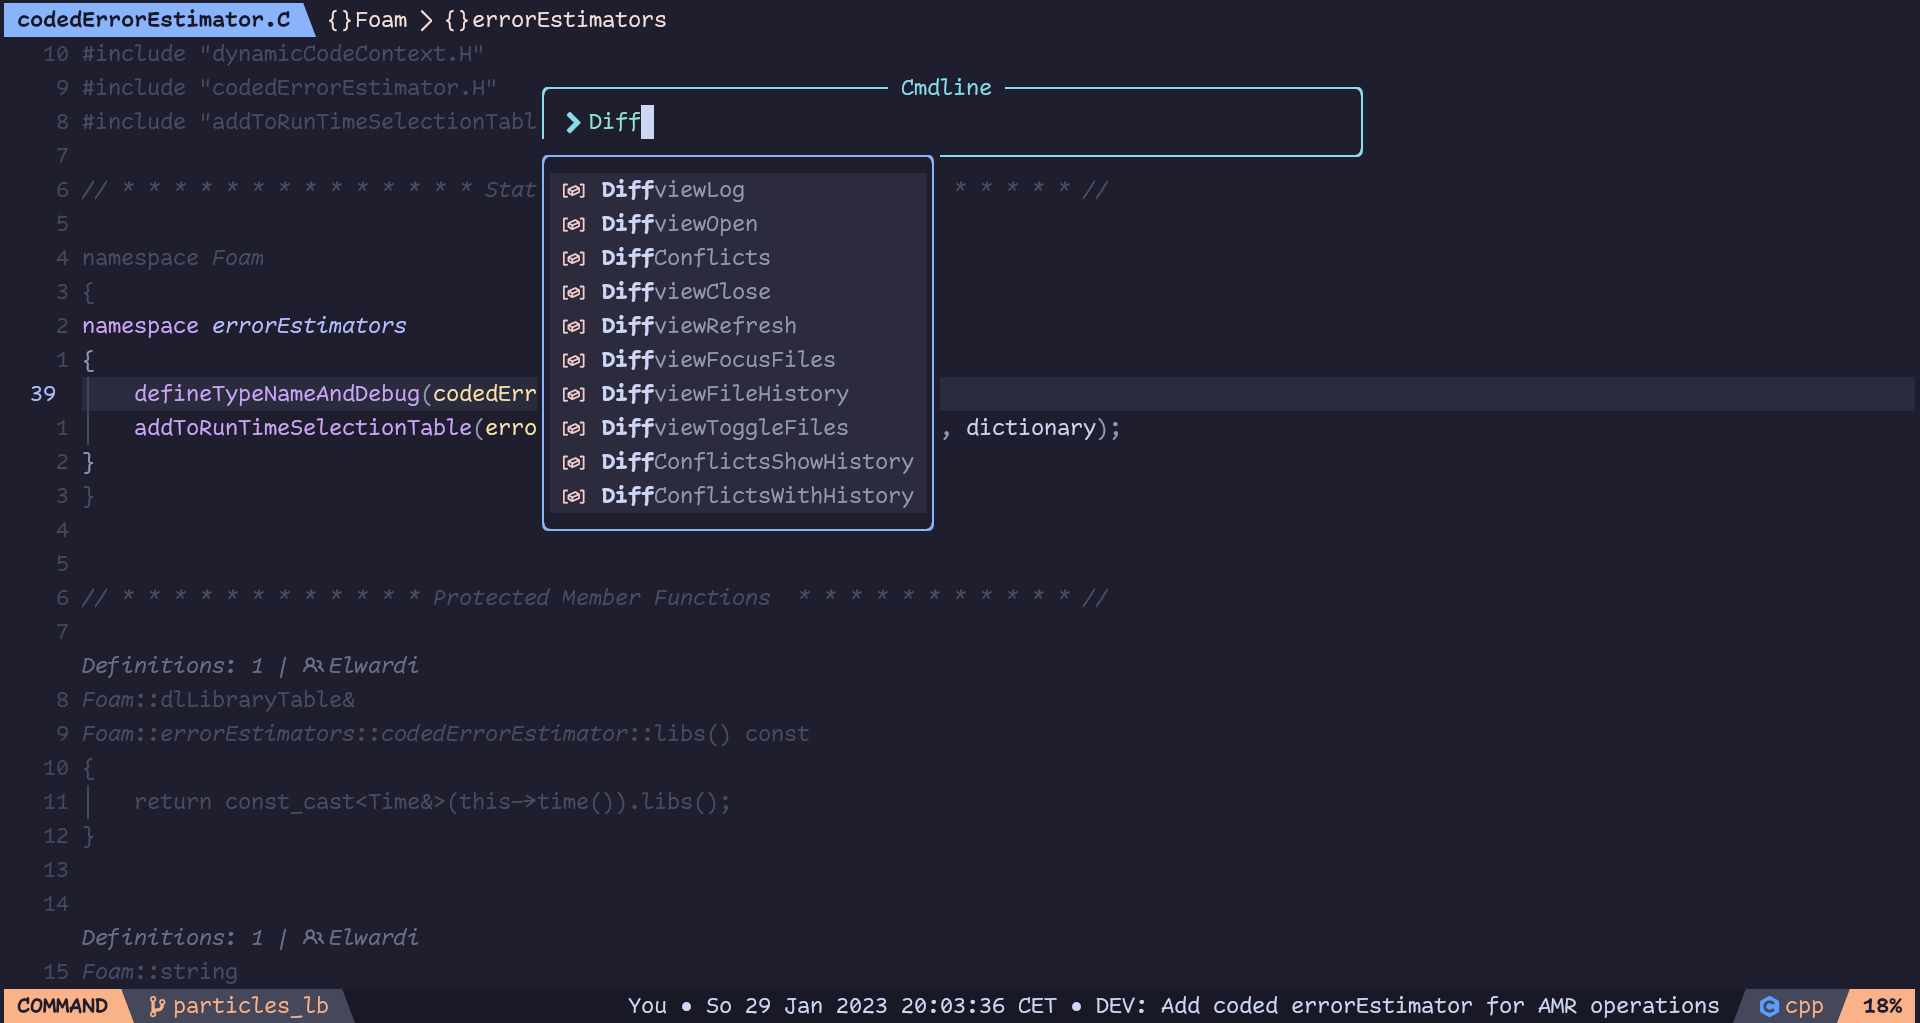 codedErrorEstimator.C {}Foam > {}errorEstimators
10 #include "dynamicCodeContext.H"
9 #include "codedErrorEstimator.H"
8 #include "addToRunTimeSelectionTabl
Cmdline
Diff
7
6 // * * * * * * * * * * * * * * Stat * * * * * //
5
4 namespace Foam
3 {
2 namespace errorEstimators
1 {
39 defineTypeNameAndDebug(codedErr
1 addToRunTimeSelectionTable(erro , dictionary);
2 }
3 }
4
5
DiffviewLog
DiffviewOpen
DiffConflicts
DiffviewClose
DiffviewRefresh
DiffviewFocusFiles
DiffviewFileHistory
DiffviewToggleFiles
DiffConflictsShowHistory
DiffConflictsWithHistory
6 // * * * * * * * * * * * * Protected Member Functions * * * * * * * * * * * //
7
Definitions: 1 | Elwardi
8 Foam::dlLibraryTable&
9 Foam::errorEstimators::codedErrorEstimator::libs() const
10 {
11 return const_cast<Time&>(this->time()).libs();
12 }
13
14
Definitions: 1 | Elwardi
15 Foam::string
COMMAND particles_lb You • So 29 Jan 2023 20:03:36 CET • DEV: Add coded errorEstimator for AMR operations cpp 18%